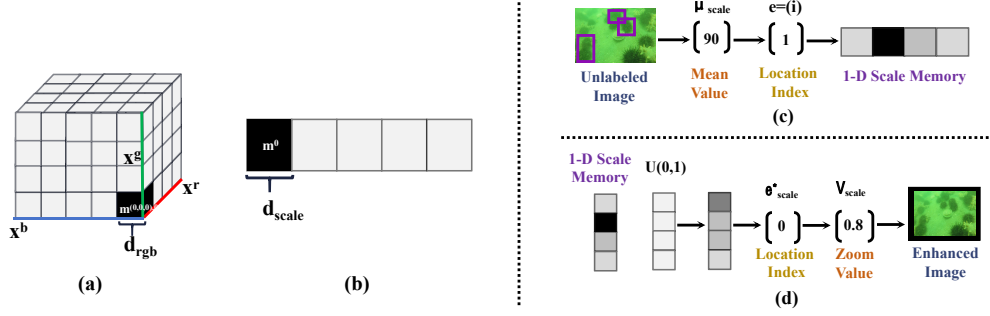 x^g
x^r
m^(0,0,0)
x^b
d_rgb
(a)
m^0
d_scale
(b)
μ_scale
e=(i)
90
1
Unlabeled
Image
Mean
Value
Location
Index
1-D Scale Memory
(c)
1-D Scale
Memory
U(0,1)
θ*_scale
V_scale
0
0.8
Location
Index
Zoom
Value
Enhanced
Image
(d)